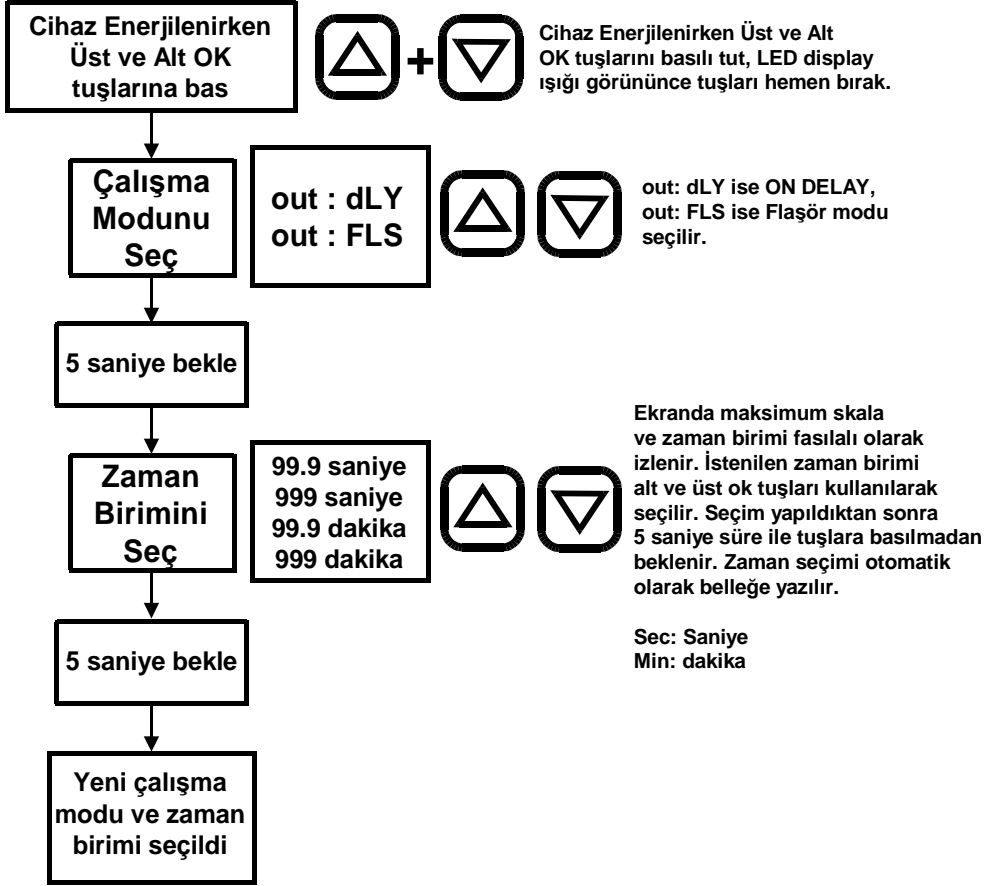 Cihaz Enerjilenirken
Üst ve Alt OK
tuşlarına bas
+
Cihaz Enerjilenirken Üst ve Alt
OK tuşlarını basılı tut, LED display
ışığı görününce tuşları hemen bırak.
Çalışma
Modunu
Seç
out : dLY
out : FLS
out: dLY ise ON DELAY,
out: FLS ise Flaşör modu
seçilir.
5 saniye bekle
Zaman
Birimini
Seç
99.9 saniye
999 saniye
99.9 dakika
999 dakika
Ekranda maksimum skala
ve zaman birimi fasılalı olarak
izlenir. İstenilen zaman birimi
alt ve üst ok tuşları kullanılarak
seçilir. Seçim yapıldıktan sonra
5 saniye süre ile tuşlara basılmadan
beklenir. Zaman seçimi otomatik
olarak belleğe yazılır.
Sec: Saniye
Min: dakika
5 saniye bekle
Yeni çalışma
modu ve zaman
birimi seçildi